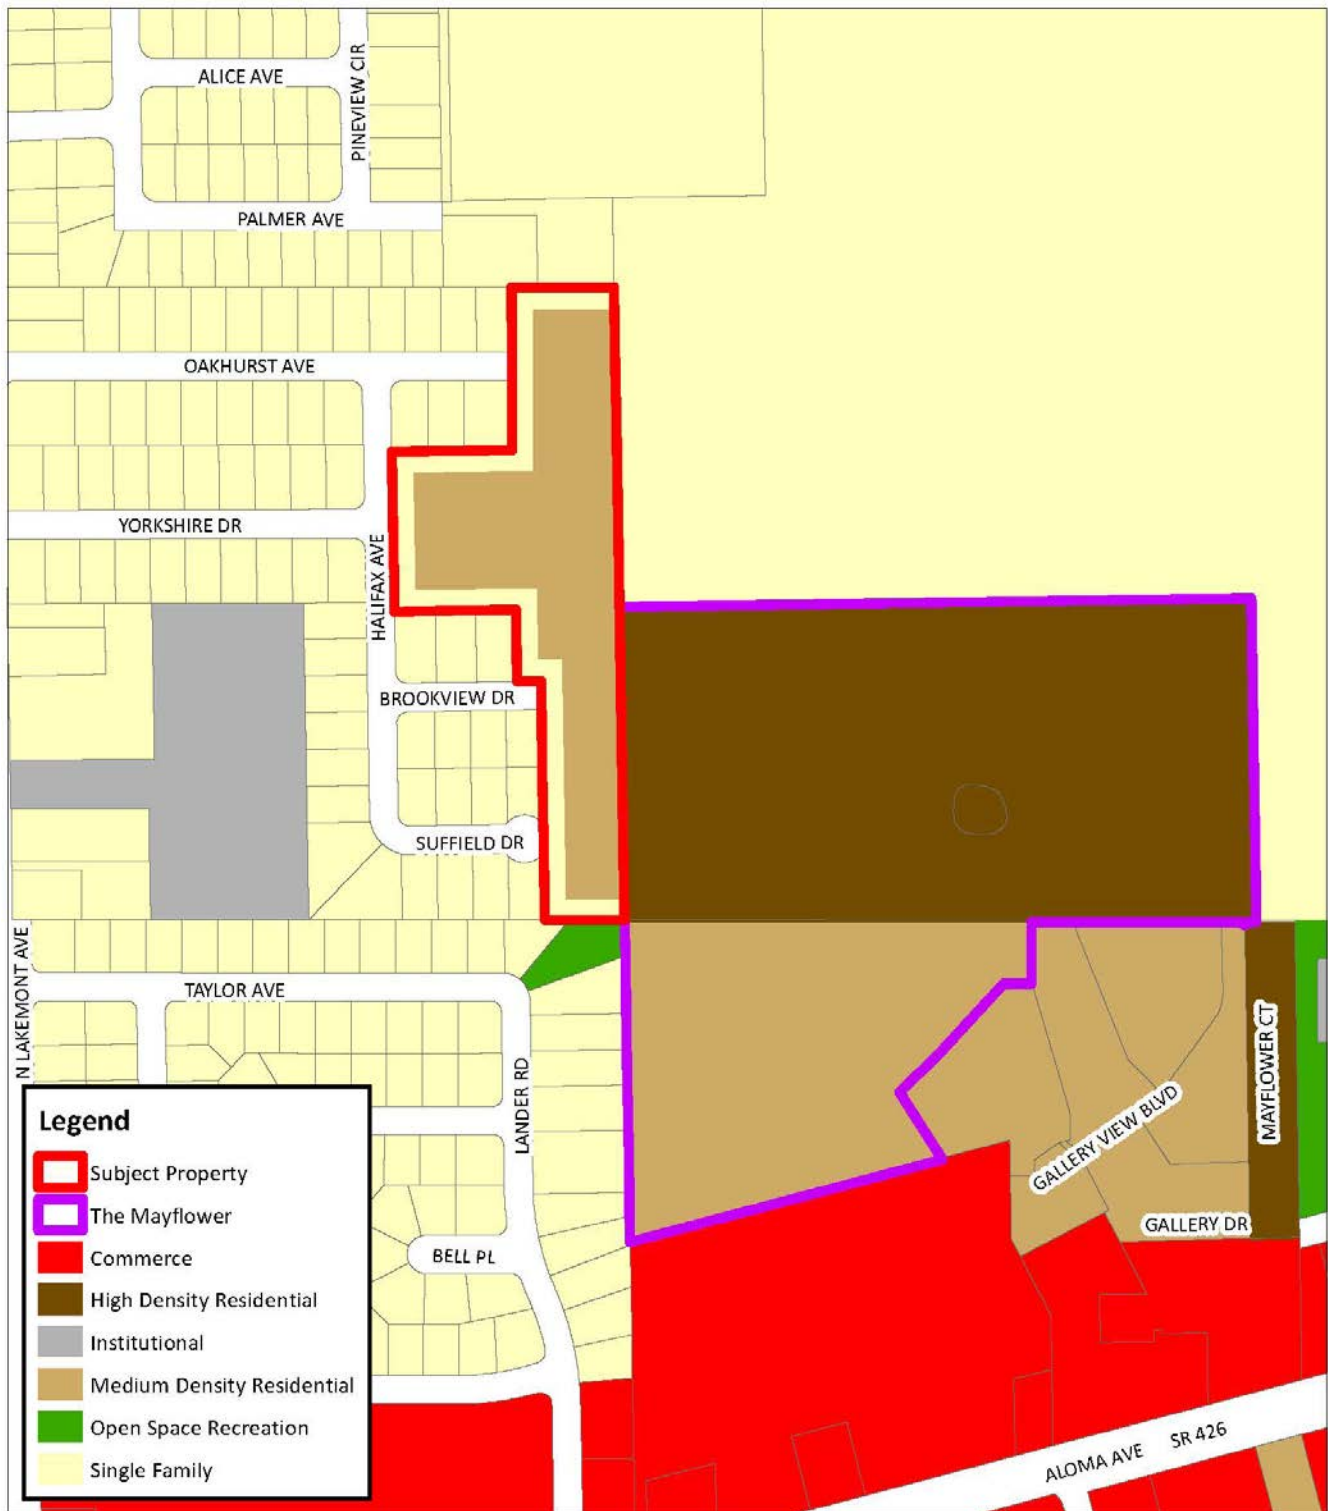 ALICE AVE
PINEVIEW CIR
PALMER AVE
OAKHURST AVE
YORKSHIRE DR
HALIFAX AVE
BROOKVIEW DR
SUFFIELD DR
N LAKEMONT AVE
TAYLOR AVE
LANDER RD
MAYFLOWER CT
GALLERY VIEW BLVD
GALLERY DR
BELL PL
ALOMA AVE SR 426
Legend
Subject Property
The Mayflower
Commerce
High Density Residential
Institutional
Medium Density Residential
Open Space Recreation
Single Family